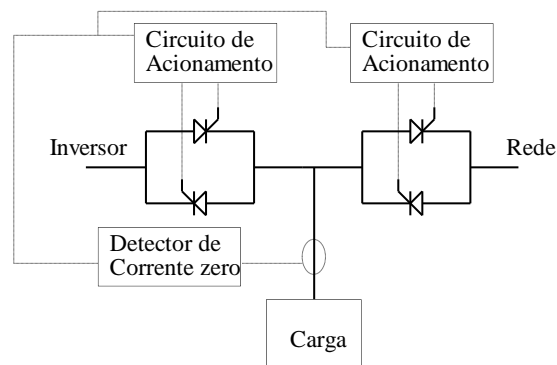 Circuito de
Acionamento
Circuito de
Acionamento
Inversor
Rede
Detector de
Corrente zero
Carga